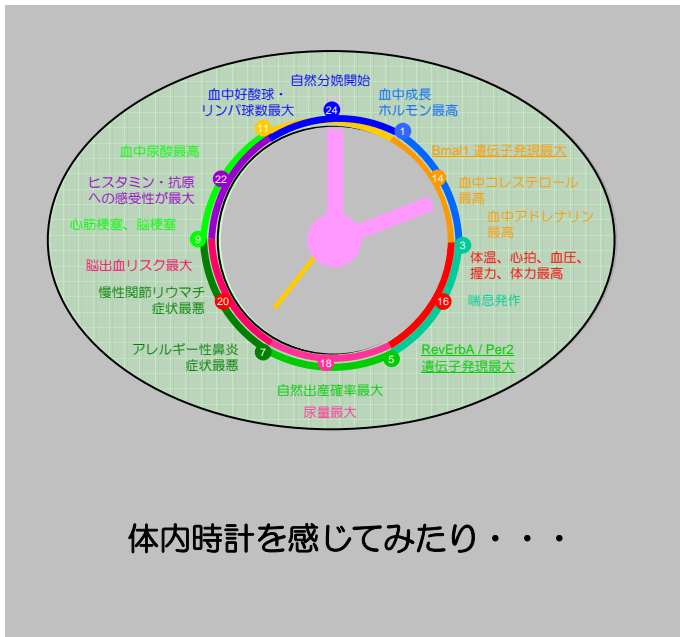 自然分娩開始
血中好酸球・
リンパ球数最大
24
血中成長
ホルモン最高
11
1
血中尿酸最高
Bmal1 遺伝子発現最大
ヒスタミン・抗原
への感受性が最大
22
14
血中コレステロール
最高
心筋梗塞、脳梗塞
9
血中アドレナリン
最高
3
体温、心拍、血圧、
握力、体力最高
脳出血リスク最大
慢性関節リウマチ
症状最悪
20
16
喘息発作
アレルギー性鼻炎
症状最悪
7
18
5
RevErbA / Per2
遺伝子発現最大
自然出産確率最大
尿量最大
体内時計を感じてみたり・・・